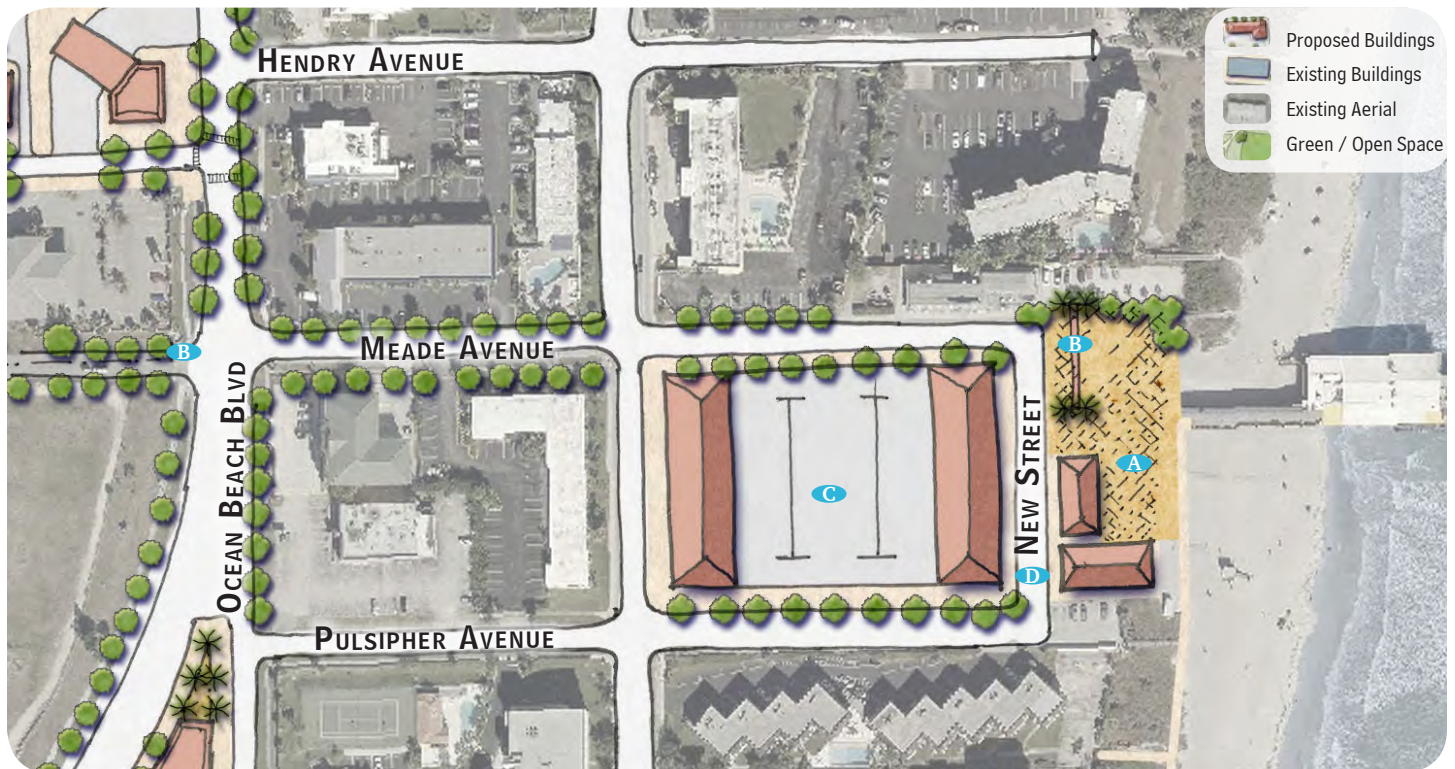 HENDRY AVENUE
Proposed Buildings
Existing Buildings
Existing Aerial
Green / Open Space
B
MEADE AVENUE
B
OCEAN BEACH BLVD
NEW STREET
A
C
D
PULSIPHER AVENUE